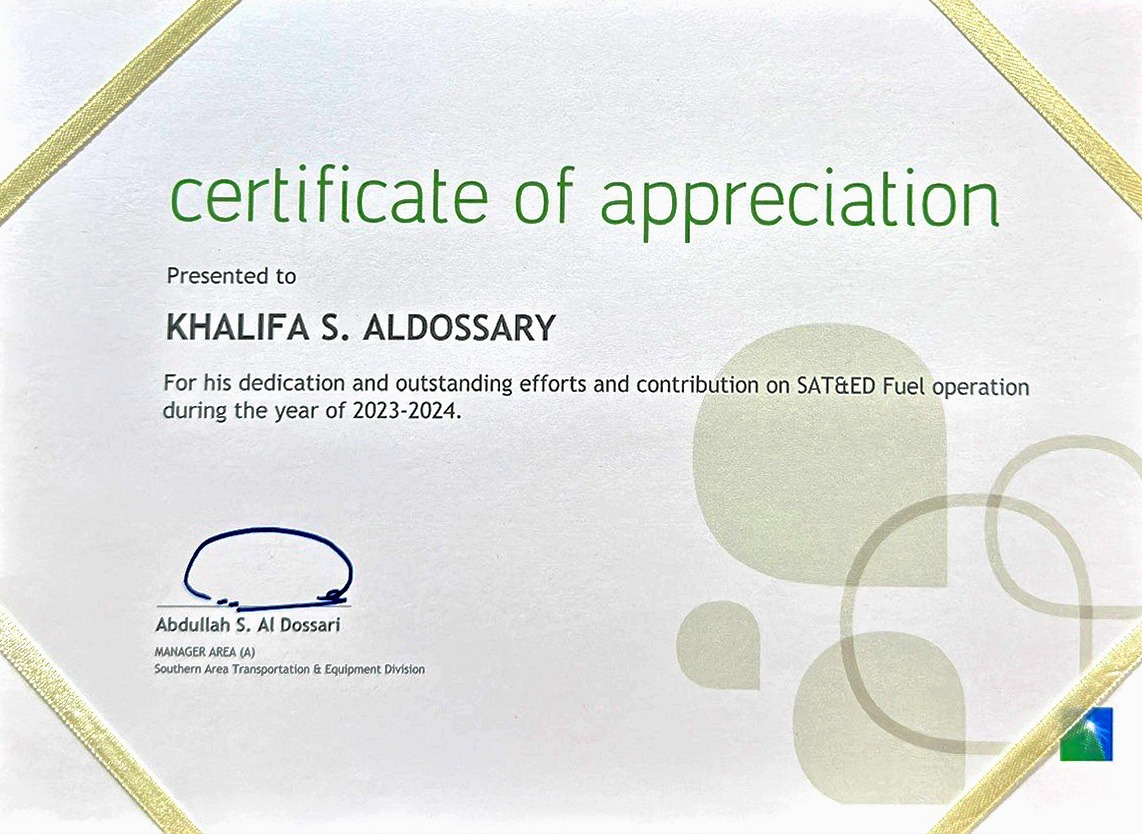 certificate of appreciation
Presented to
KHALIFA S. ALDOSSARY
For his dedication and outstanding efforts and contribution on SAT&ED Fuel operation
during the year of 2023-2024.
Abdullah S. Al Dossari
MANAGER AREA (A)
Southern Area Transportation & Equipment Division